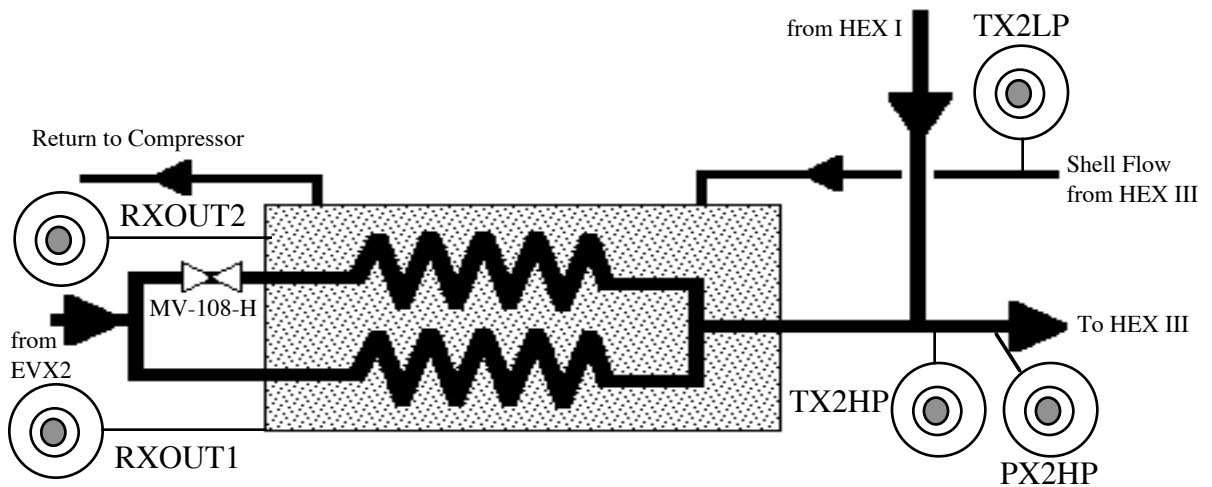 from HEX I
TX2LP
Return to Compressor
Shell Flow
from HEX III
RXOUT2
MV-108-H
from
EVX2
To HEX III
TX2HP
RXOUT1
PX2HP